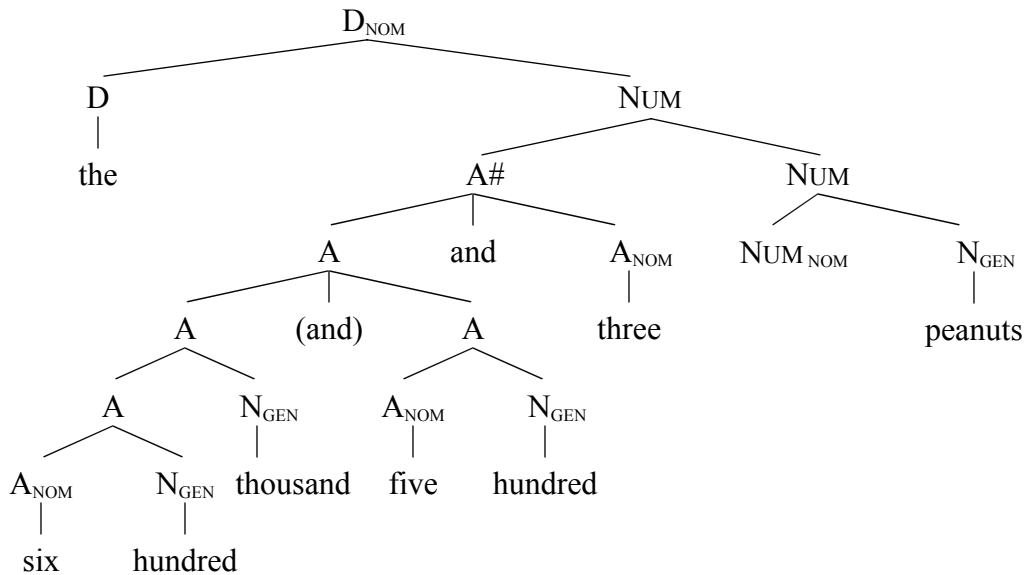 D_NOM
D NUM
the A# NUM
A and A_NOM NUM_NOM N_GEN
A (and) A three peanuts
A N_GEN A_NOM N_GEN
A_NOM N_GEN thousand five hundred
six hundred